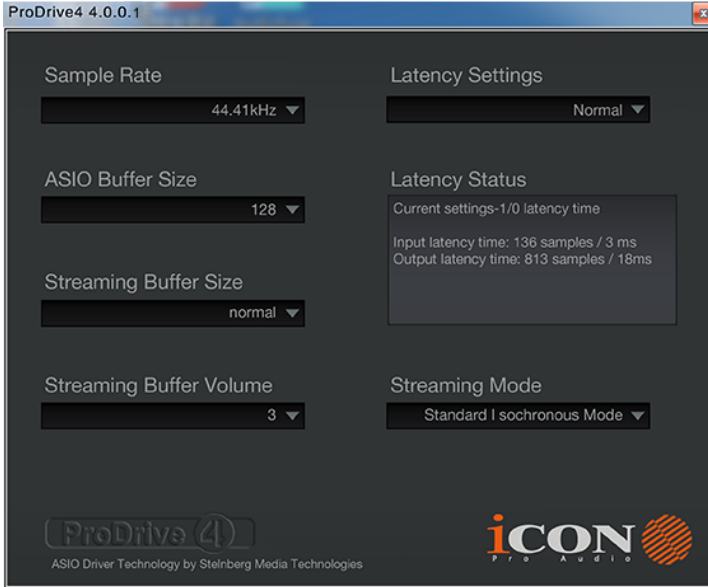 ProDrive4 4.0.0.1
Sample Rate
44.41kHz
Latency Settings
Normal
ASIO Buffer Size
128
Latency Status
Current settings-1/0 latency time
Input latency time: 136 samples / 3 ms
Output latency time: 813 samples / 18ms
Streaming Buffer Size
normal
Streaming Buffer Volume
3
Streaming Mode
Standard I sochronous Mode
ProDrive 4
ASIO Driver Technology by Stelnberg Media Technologies
iCON
Pro Audio